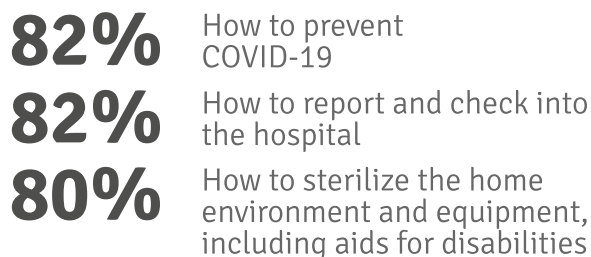 82% How to prevent
COVID-19
82% How to report and check into
the hospital
80% How to sterilize the home
environment and equipment,
including aids for disabilities